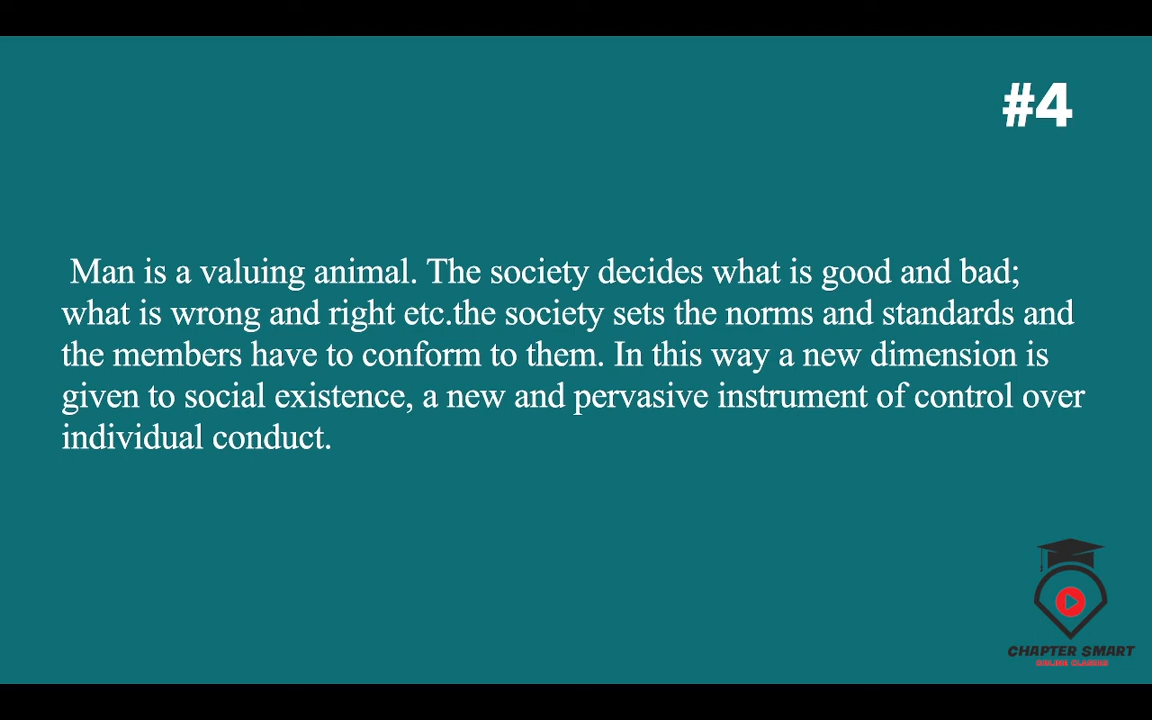 #4
Man is a valuing animal. The society decides what is good and bad;
what is wrong and right etc.the society sets the norms and standards and
the members have to conform to them. In this way a new dimension is
given to social existence, a new and pervasive instrument of control over
individual conduct.
CHAPTER SMART
ONLINE CLASSES